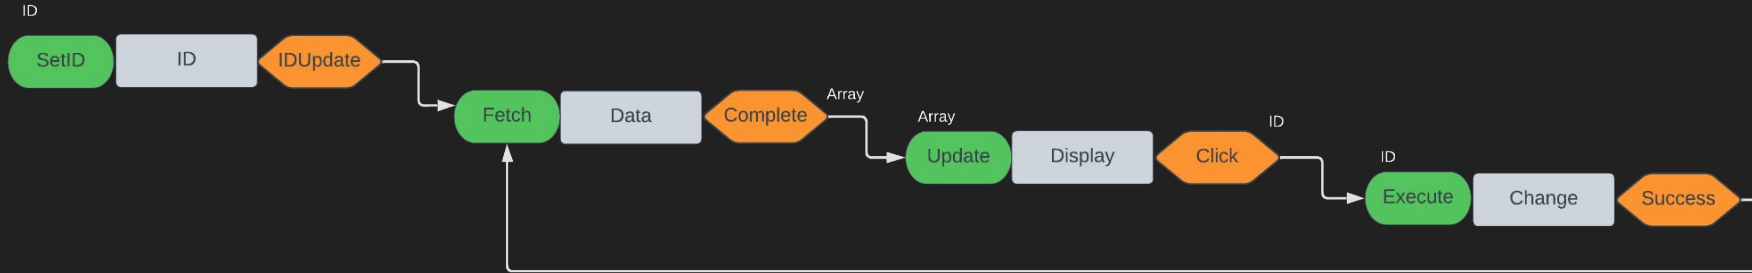 ID
SetID
ID
IDUpdate
Fetch
Data
Complete
Array
Array
Update
Display
Click
ID
ID
Execute
Change
Success